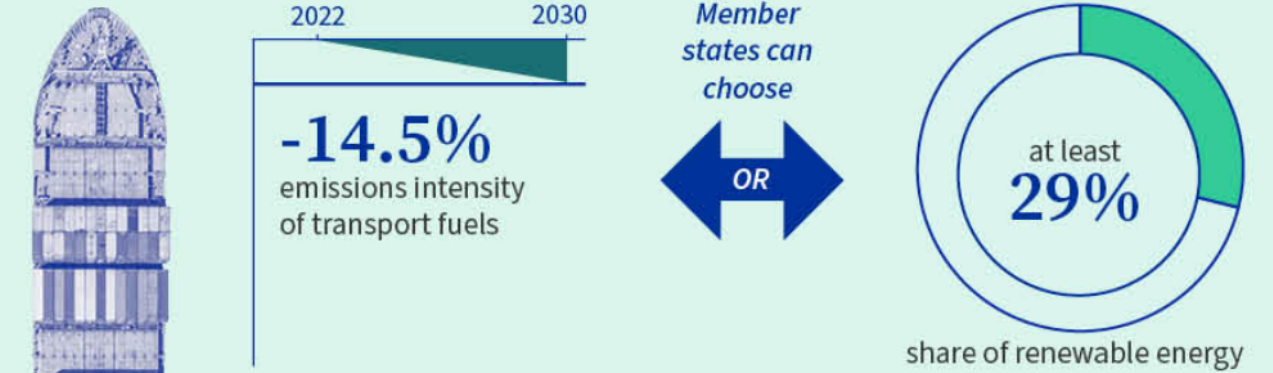 2022
2030
-14.5%
emissions intensity
of transport fuels
Member
states can
choose
OR
at least
29%
share of renewable energy